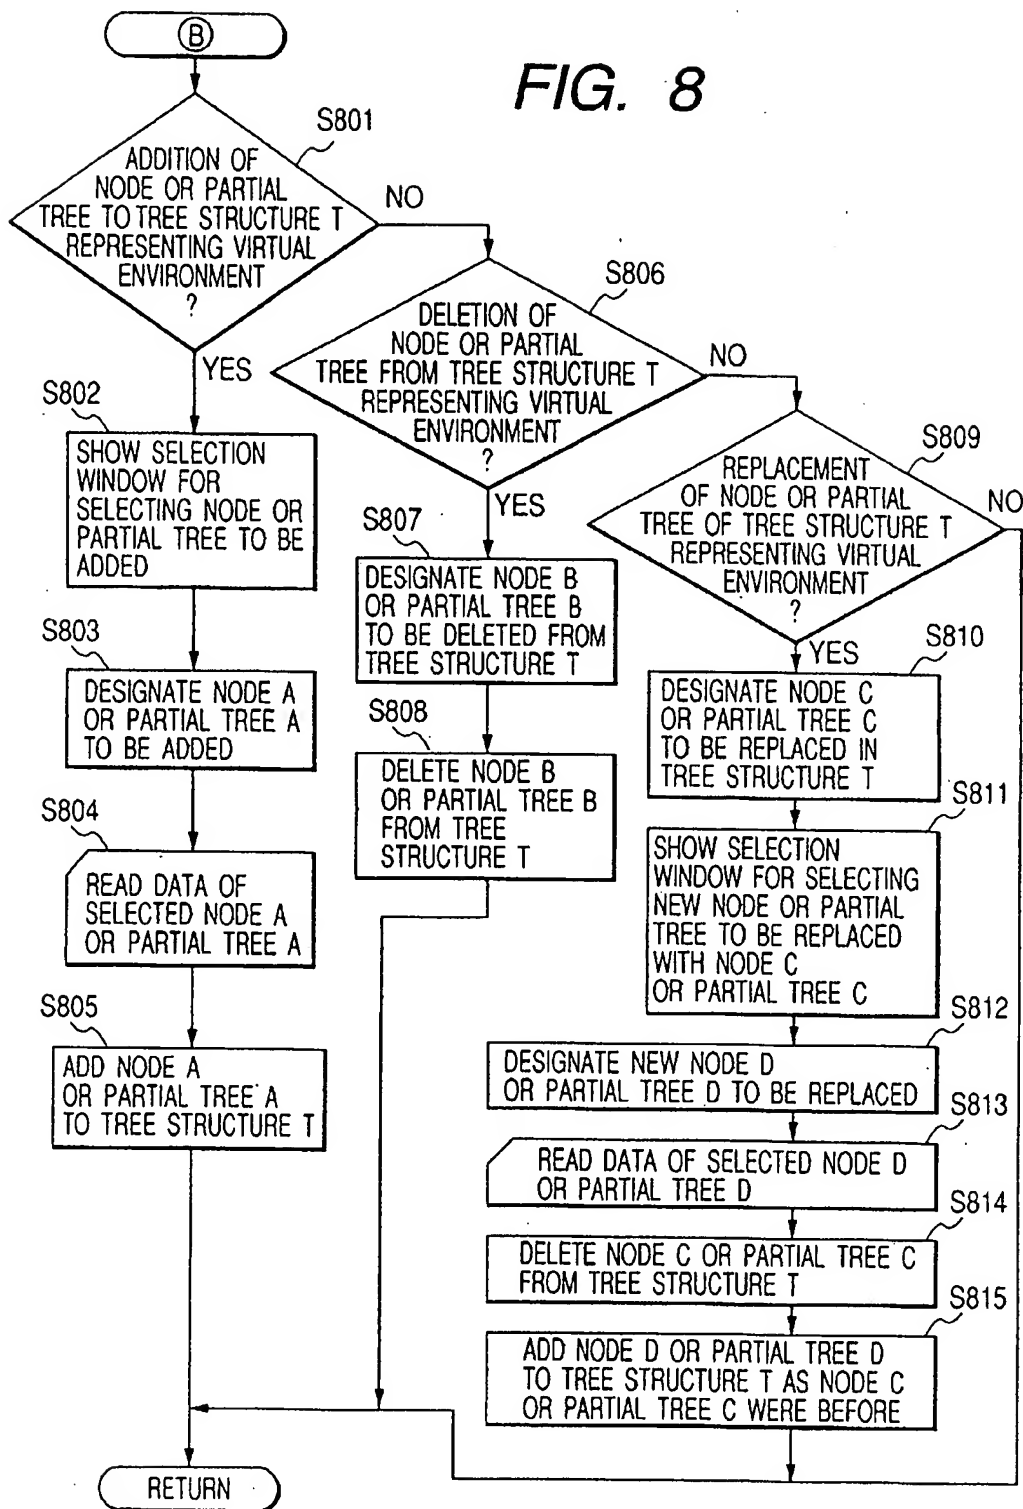 B
FIG. 8
S801
ADDITION OF
NODE OR PARTIAL
TREE TO TREE STRUCTURE T
REPRESENTING VIRTUAL
ENVIRONMENT
?
NO
YES
S802
SHOW SELECTION
WINDOW FOR
SELECTING NODE OR
PARTIAL TREE TO BE
ADDED
S803
DESIGNATE NODE A
OR PARTIAL TREE A
TO BE ADDED
S804
READ DATA OF
SELECTED NODE A
OR PARTIAL TREE A
S805
ADD NODE A
OR PARTIAL TREE A
TO TREE STRUCTURE T
S806
DELETION OF
NODE OR PARTIAL
TREE FROM TREE STRUCTURE T
REPRESENTING VIRTUAL
ENVIRONMENT
?
NO
YES
S807
DESIGNATE NODE B
OR PARTIAL TREE B
TO BE DELETED FROM
TREE STRUCTURE T
S808
DELETE NODE B
OR PARTIAL TREE B
FROM TREE
STRUCTURE T
S809
REPLACEMENT
OF NODE OR PARTIAL
TREE OF TREE STRUCTURE T
REPRESENTING VIRTUAL
ENVIRONMENT
?
NO
YES
S810
DESIGNATE NODE C
OR PARTIAL TREE C
TO BE REPLACED IN
TREE STRUCTURE T
S811
SHOW SELECTION
WINDOW FOR SELECTING
NEW NODE OR PARTIAL
TREE TO BE REPLACED
WITH NODE C
OR PARTIAL TREE C
S812
DESIGNATE NEW NODE D
OR PARTIAL TREE D TO BE REPLACED
S813
READ DATA OF SELECTED NODE D
OR PARTIAL TREE D
S814
DELETE NODE C OR PARTIAL TREE C
FROM TREE STRUCTURE T
S815
ADD NODE D OR PARTIAL TREE D
TO TREE STRUCTURE T AS NODE C
OR PARTIAL TREE C WERE BEFORE
RETURN